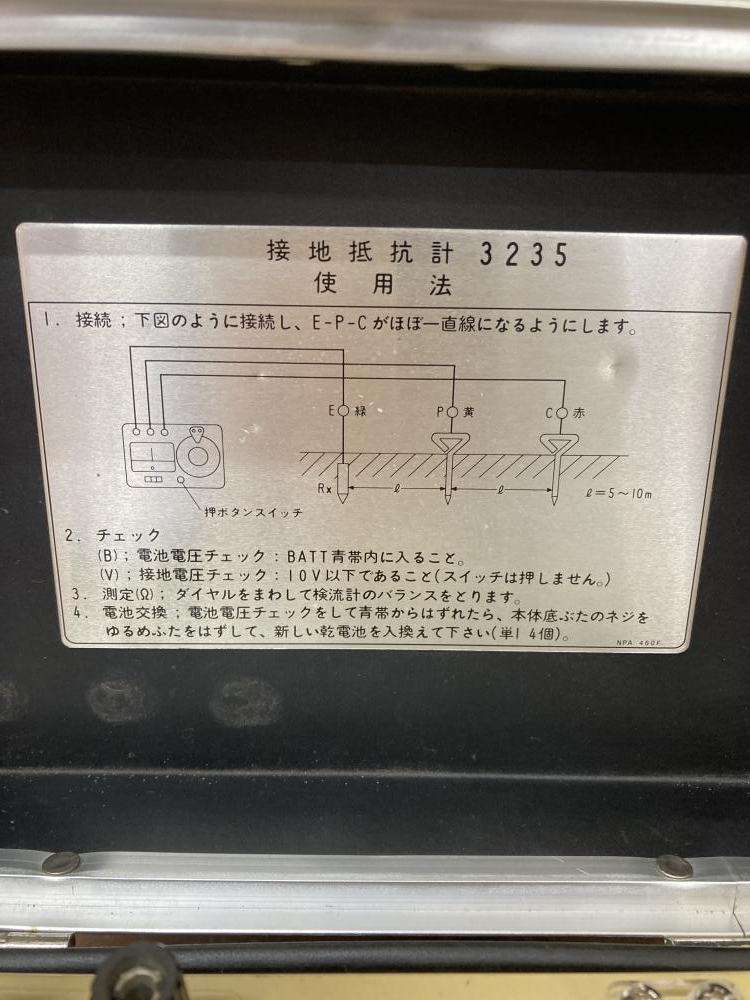 接地抵抗計 3235
使用法
1. 接続；下図のように接続し、E-P-Cがほぼ一直線になるようにします。
E 緑 P 黄 C 赤
Rx ℓ ℓ ℓ＝5～10m
押ボタンスイッチ
2. チェック
(B)；電池電圧チェック：BATT青帯内に入ること。
(V)；接地電圧チェック：10V以下であること(スイッチは押しません。)
3. 測定(Ω)；ダイヤルをまわして検流計のバランスをとります。
4. 電池交換；電池電圧チェックをして青帯からはずれたら、本体底ぶたのネジを
ゆるめふたをはずして、新しい乾電池を入換えて下さい(単1 4個)。
NPA 460F